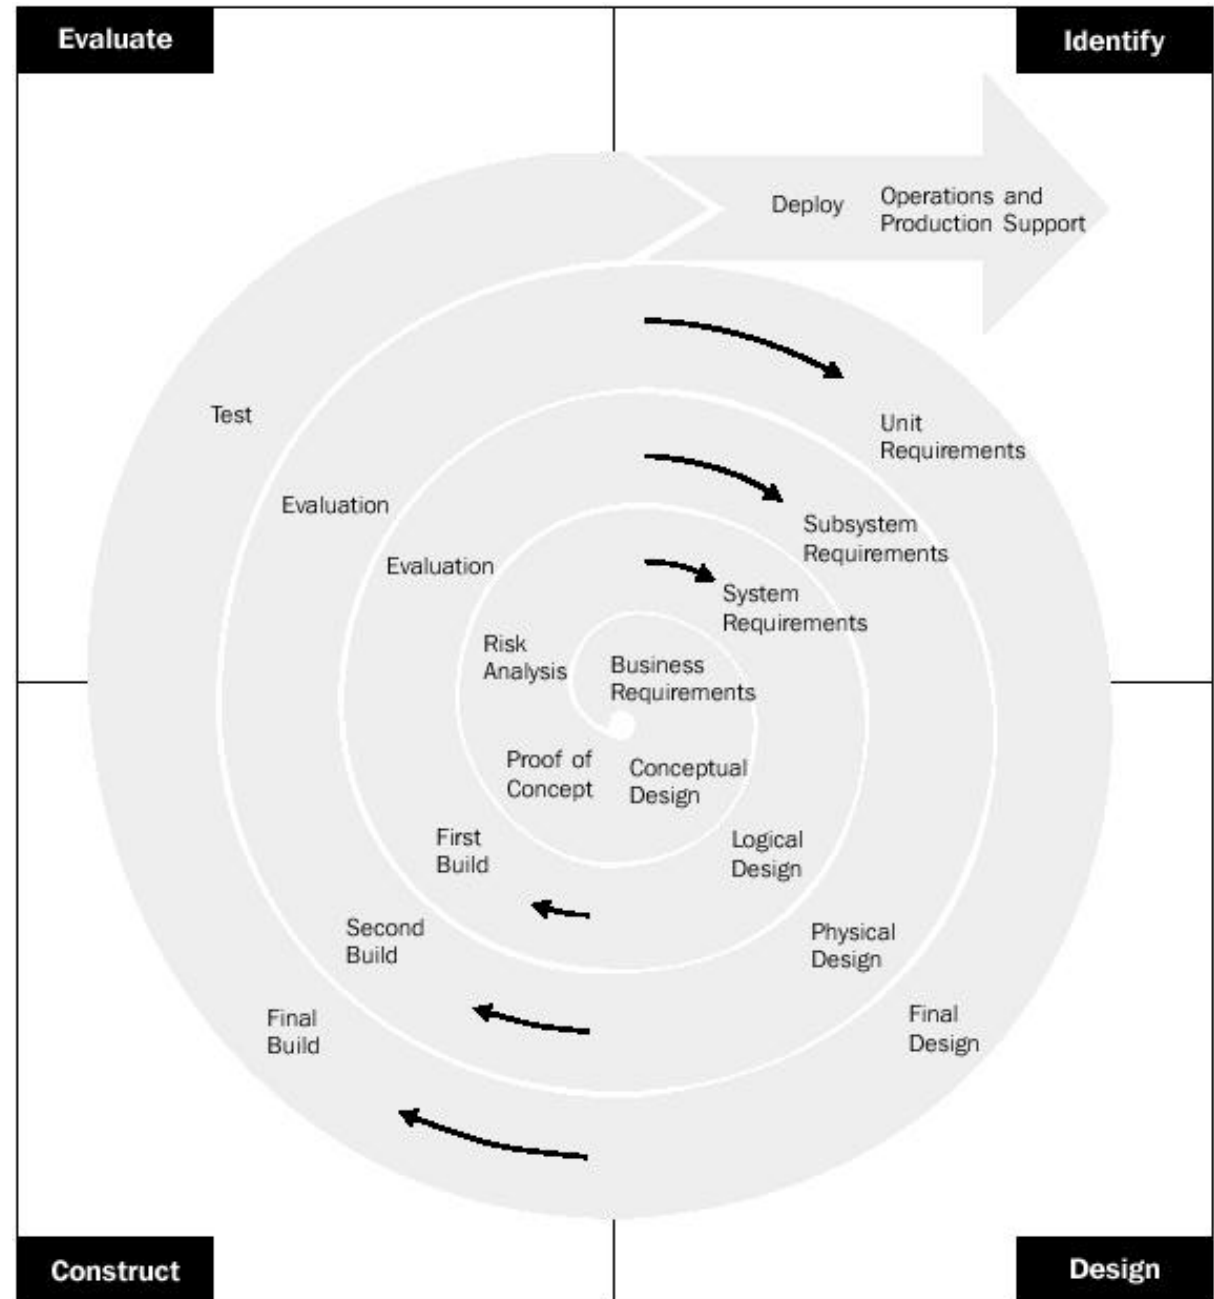 Evaluate
Identify
Deploy
Operations and
Production Support
Test
Unit
Requirements
Evaluation
Subsystem
Requirements
Evaluation
System
Requirements
Risk
Analysis
Business
Requirements
Proof of
Concept
Conceptual
Design
First
Build
Logical
Design
Second
Build
Physical
Design
Final
Build
Final
Design
Construct
Design